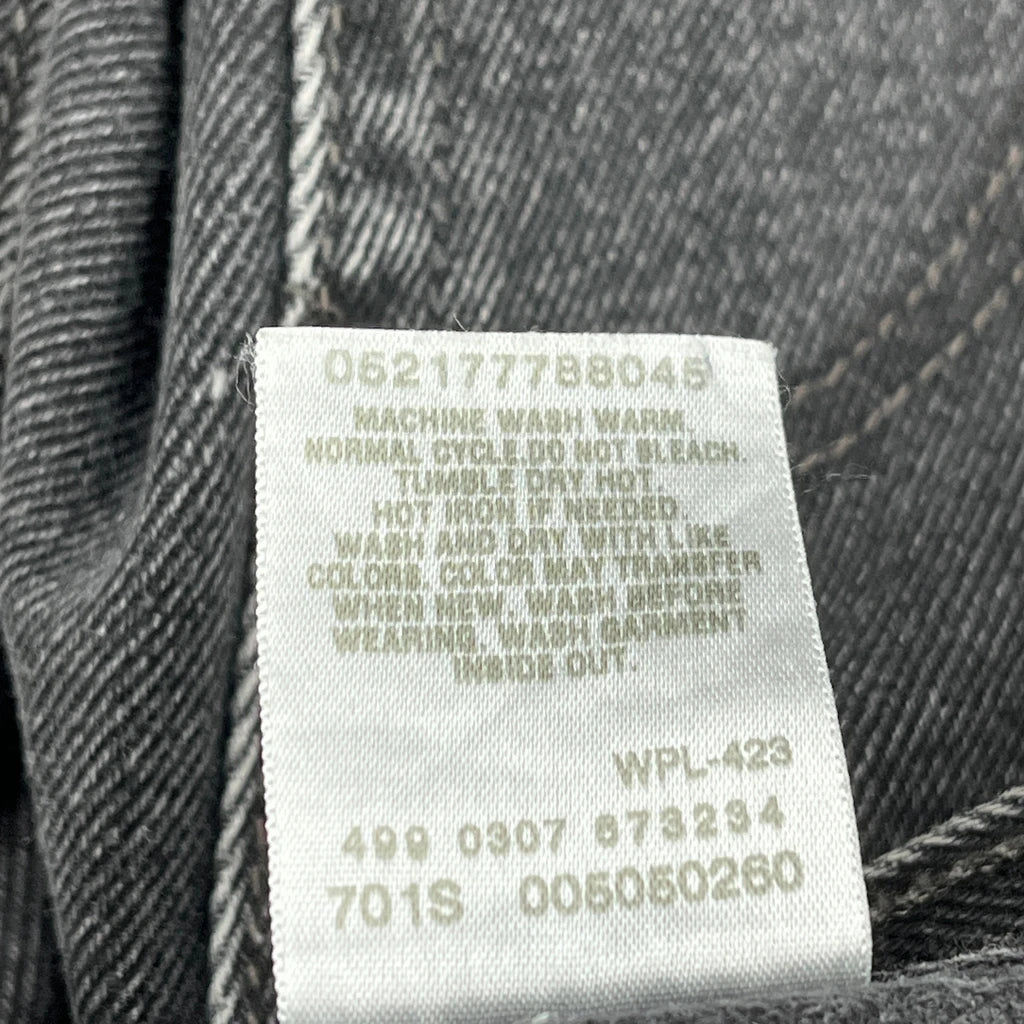 052177788045
MACHINE WASH WARM.
NORMAL CYCLE DO NOT BLEACH.
TUMBLE DRY HOT.
HOT IRON IF NEEDED.
WASH AND DRY WITH LIKE
COLORS. COLOR MAY TRANSFER
WHEN NEW. WASH BEFORE
WEARING. WASH GARMENT
INSIDE OUT.
WPL-423
499 0307 673234
701S 005050260